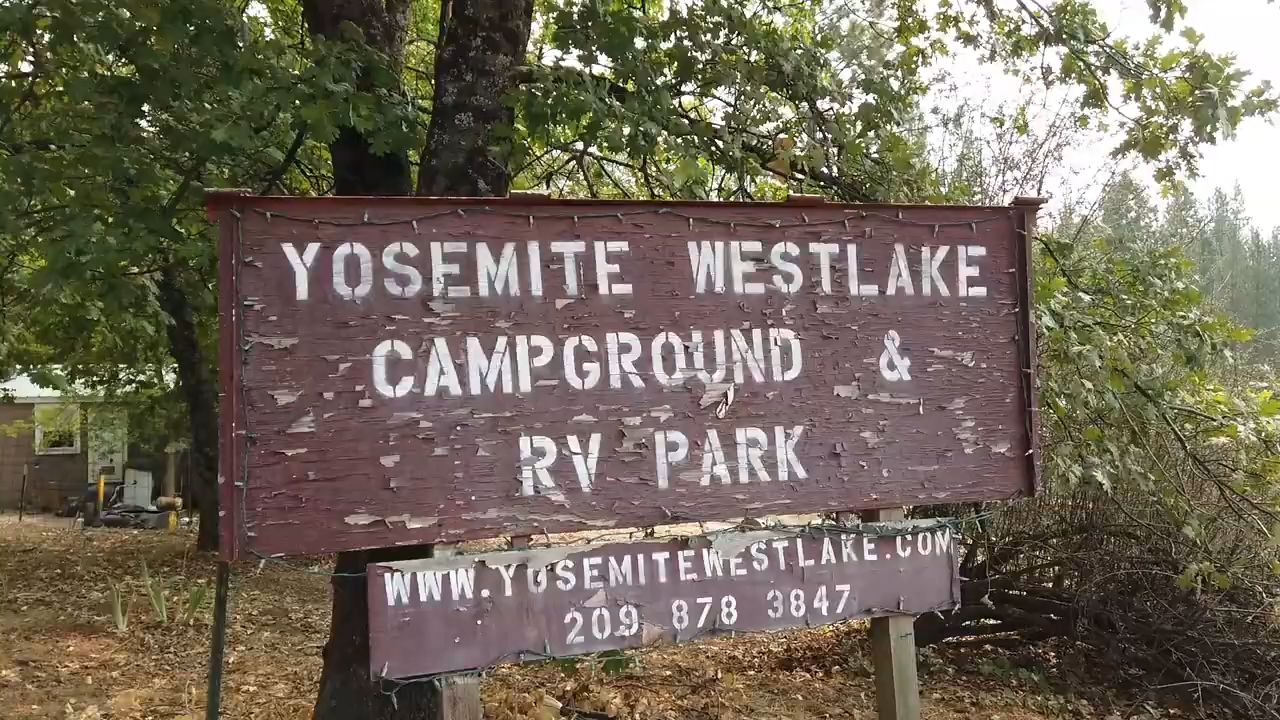 YOSEMITE WESTLAKE
CAMPGROUND &
RV PARK
WWW.YOSEMITEWESTLAKE.COM
209 878 3847